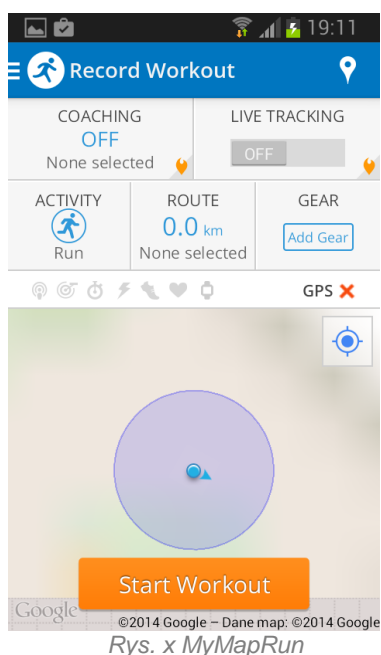 19:11
Record Workout
COACHING
OFF
None selected
LIVE TRACKING
OFF
ACTIVITY
Run
ROUTE
0.0 km
None selected
GEAR
Add Gear
GPS
Start Workout
Google
©2014 Google – Dane map: ©2014 Google
Rys. x MyMapRun